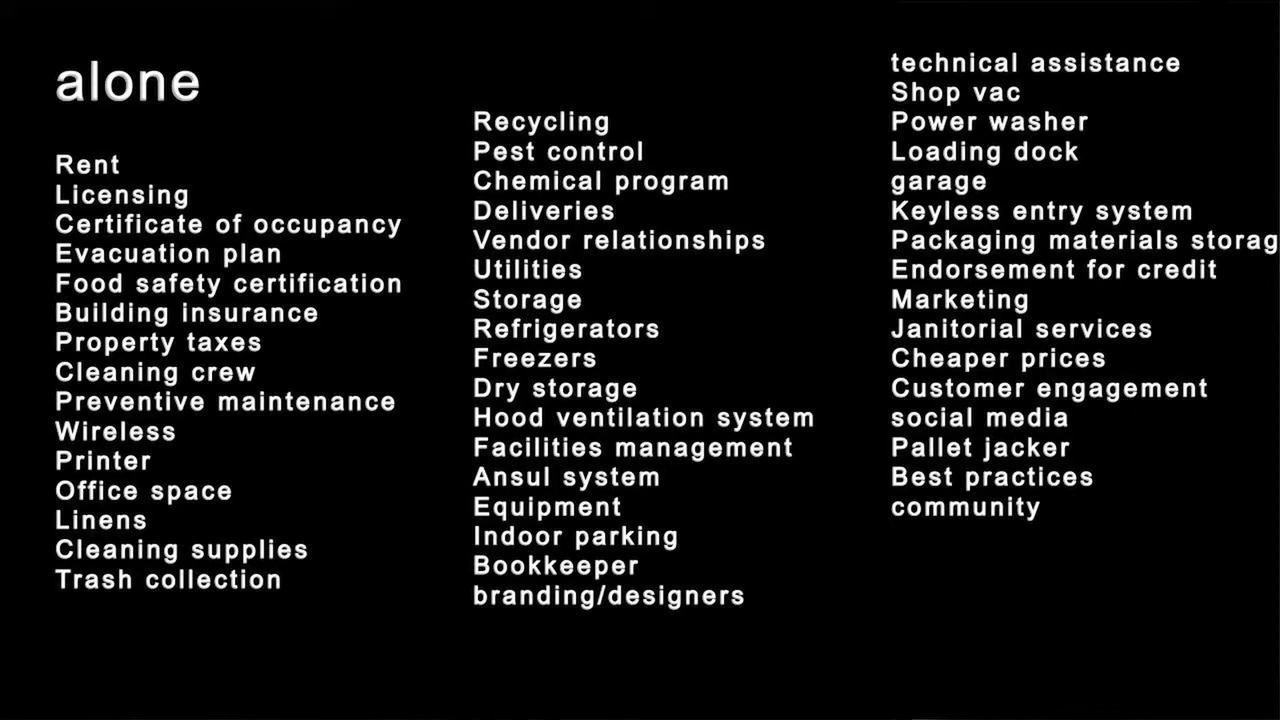 alone
Rent
Licensing
Certificate of occupancy
Evacuation plan
Food safety certification
Building insurance
Property taxes
Cleaning crew
Preventive maintenance
Wireless
Printer
Office space
Linens
Cleaning supplies
Trash collection
Recycling
Pest control
Chemical program
Deliveries
Vendor relationships
Utilities
Storage
Refrigerators
Freezers
Dry storage
Hood ventilation system
Facilities management
Ansul system
Equipment
Indoor parking
Bookkeeper
branding/designers
technical assistance
Shop vac
Power washer
Loading dock
garage
Keyless entry system
Packaging materials storag
Endorsement for credit
Marketing
Janitorial services
Cheaper prices
Customer engagement
social media
Pallet jacker
Best practices
community